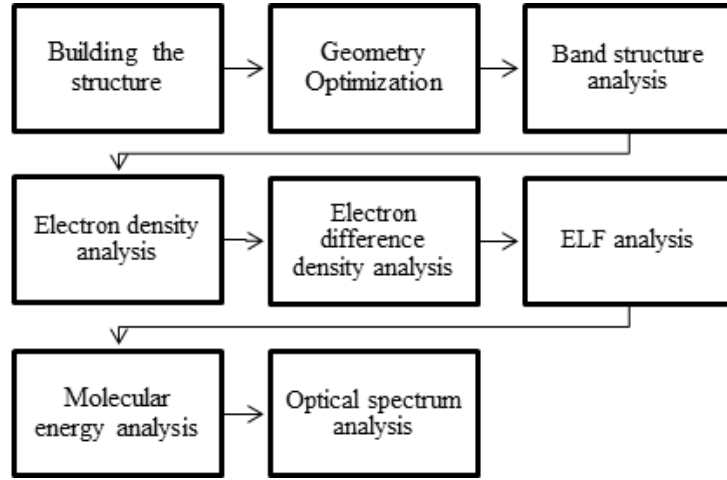 Building the
structure
Geometry
Optimization
Band structure
analysis
Electron density
analysis
Electron
difference
density analysis
ELF analysis
Molecular
energy analysis
Optical spectrum
analysis